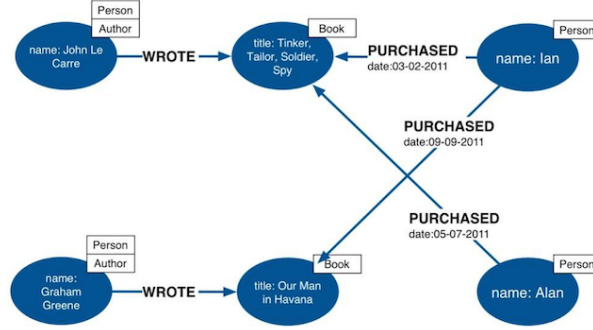 Person
Author
name: John Le
Carre
WROTE
Book
title: Tinker,
Tailor, Soldier,
Spy
PURCHASED
date:03-02-2011
Person
name: Ian
PURCHASED
date:09-09-2011
PURCHASED
date:05-07-2011
Person
Author
name:
Graham
Greene
WROTE
Book
title: Our Man
in Havana
Person
name: Alan